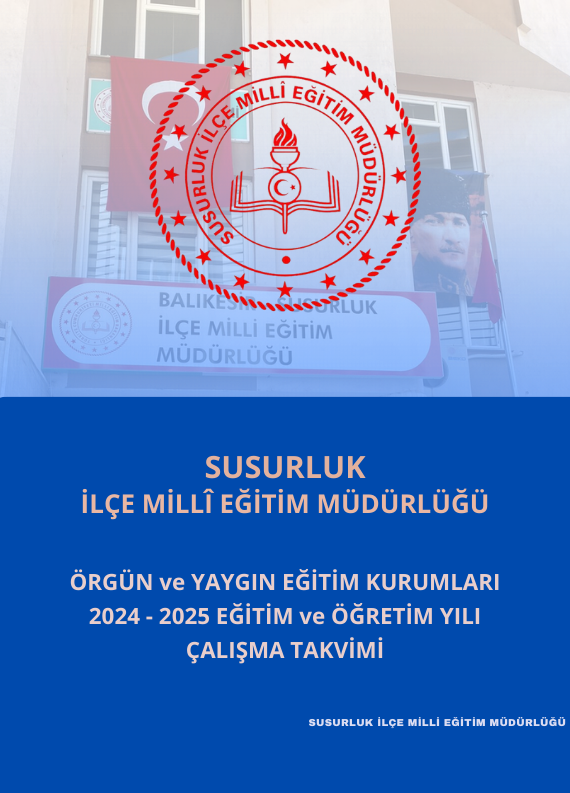 SUSURLUK İLÇE MİLLÎ EĞİTİM MÜDÜRLÜĞÜ
BALIKESİR - SUSURLUK
İLÇE MİLLİ EĞİTİM
MÜDÜRLÜĞÜ
SUSURLUK
İLÇE MİLLÎ EĞİTİM MÜDÜRLÜĞÜ
ÖRGÜN ve YAYGIN EĞİTİM KURUMLARI
2024 - 2025 EĞİTİM ve ÖĞRETİM YILI
ÇALIŞMA TAKVİMİ
SUSURLUK İLÇE MİLLİ EĞİTİM MÜDÜRLÜĞÜ